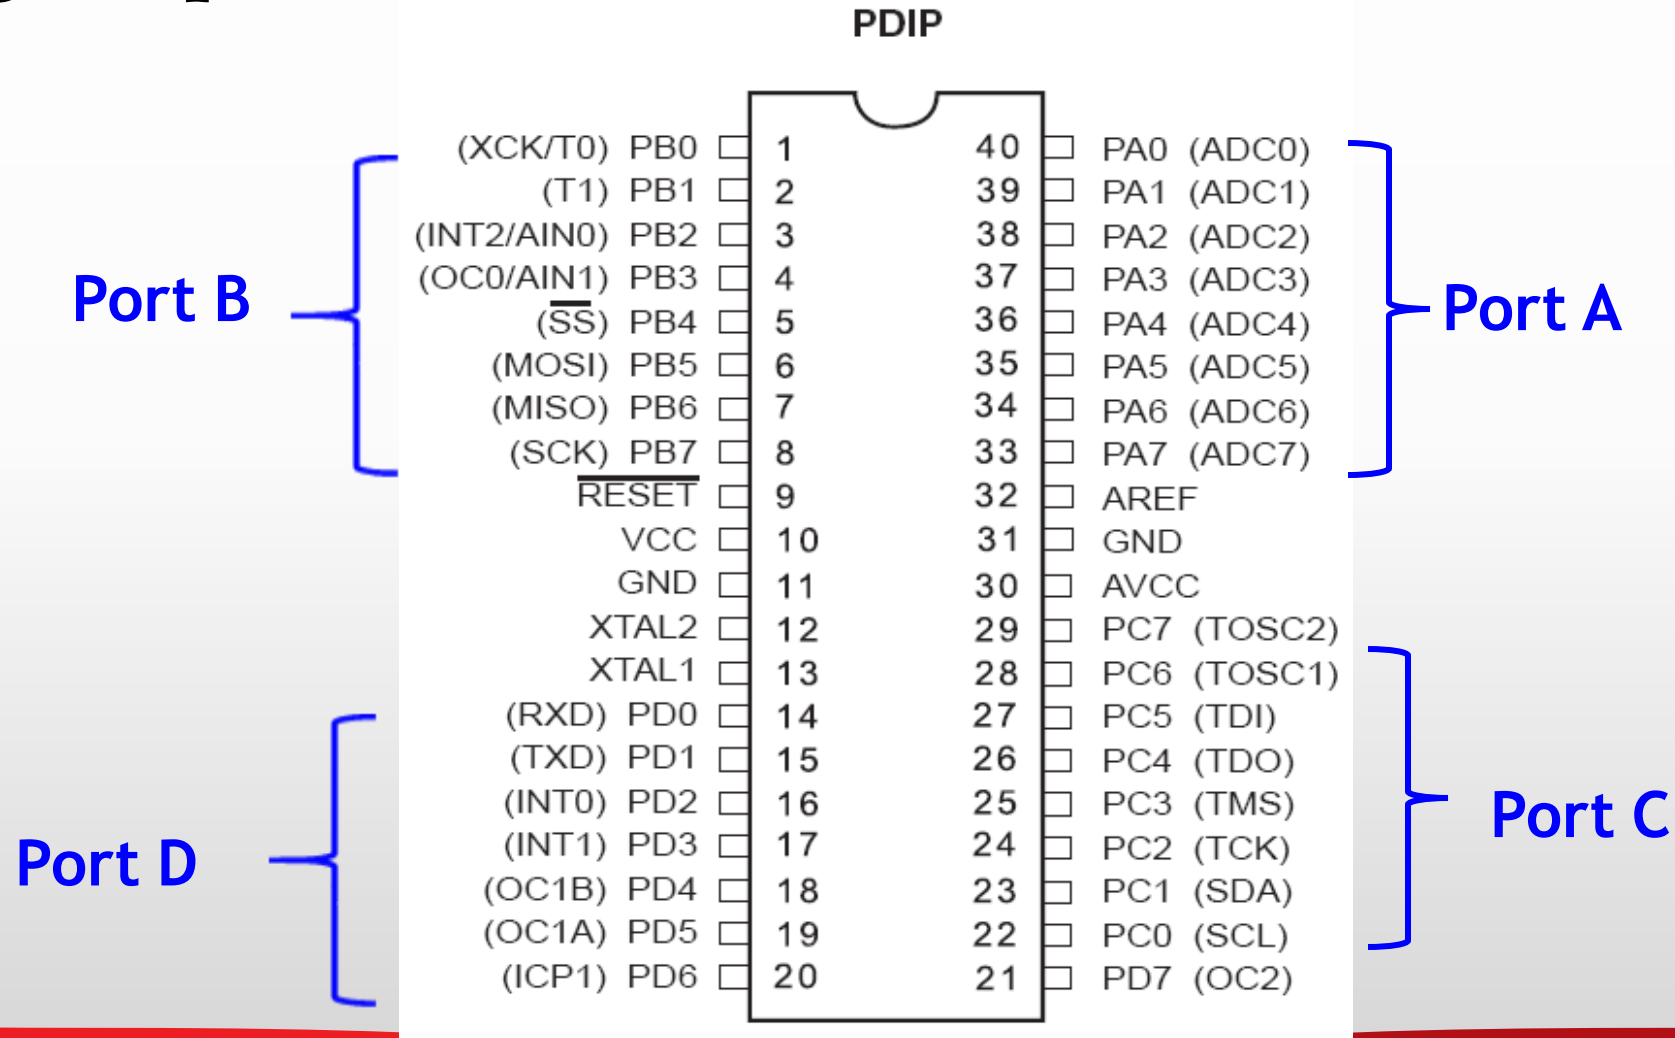 PDIP
(XCK/T0) PB0 1 40 PA0 (ADC0)
(T1) PB1 2 39 PA1 (ADC1)
(INT2/AIN0) PB2 3 38 PA2 (ADC2)
(OC0/AIN1) PB3 4 37 PA3 (ADC3)
Port B
Port A
(SS) PB4 5 36 PA4 (ADC4)
(MOSI) PB5 6 35 PA5 (ADC5)
(MISO) PB6 7 34 PA6 (ADC6)
(SCK) PB7 8 33 PA7 (ADC7)
RESET 9 32 AREF
VCC 10 31 GND
GND 11 30 AVCC
XTAL2 12 29 PC7 (TOSC2)
XTAL1 13 28 PC6 (TOSC1)
(RXD) PD0 14 27 PC5 (TDI)
(TXD) PD1 15 26 PC4 (TDO)
(INT0) PD2 16 25 PC3 (TMS)
Port C
(INT1) PD3 17 24 PC2 (TCK)
Port D
(OC1B) PD4 18 23 PC1 (SDA)
(OC1A) PD5 19 22 PC0 (SCL)
(ICP1) PD6 20 21 PD7 (OC2)